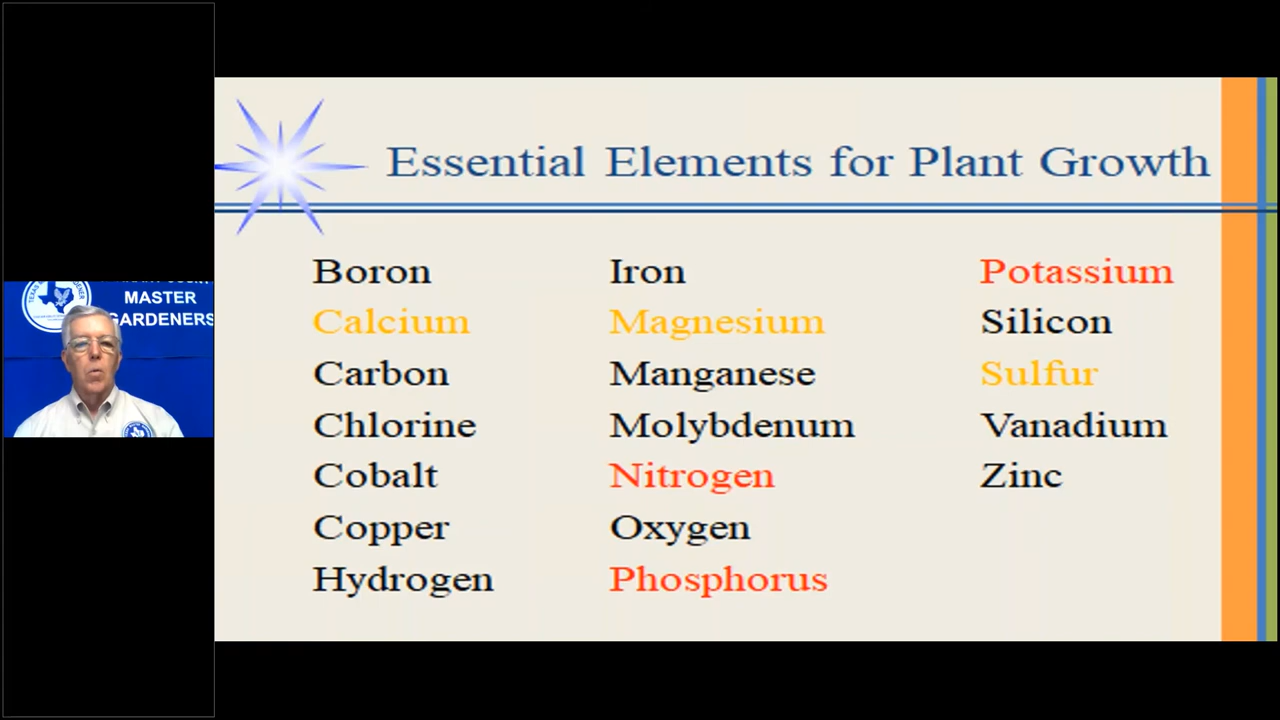 MASTER
GARDENERS
Essential Elements for Plant Growth
Boron
Calcium
Carbon
Chlorine
Cobalt
Copper
Hydrogen
Iron
Magnesium
Manganese
Molybdenum
Nitrogen
Oxygen
Phosphorus
Potassium
Silicon
Sulfur
Vanadium
Zinc